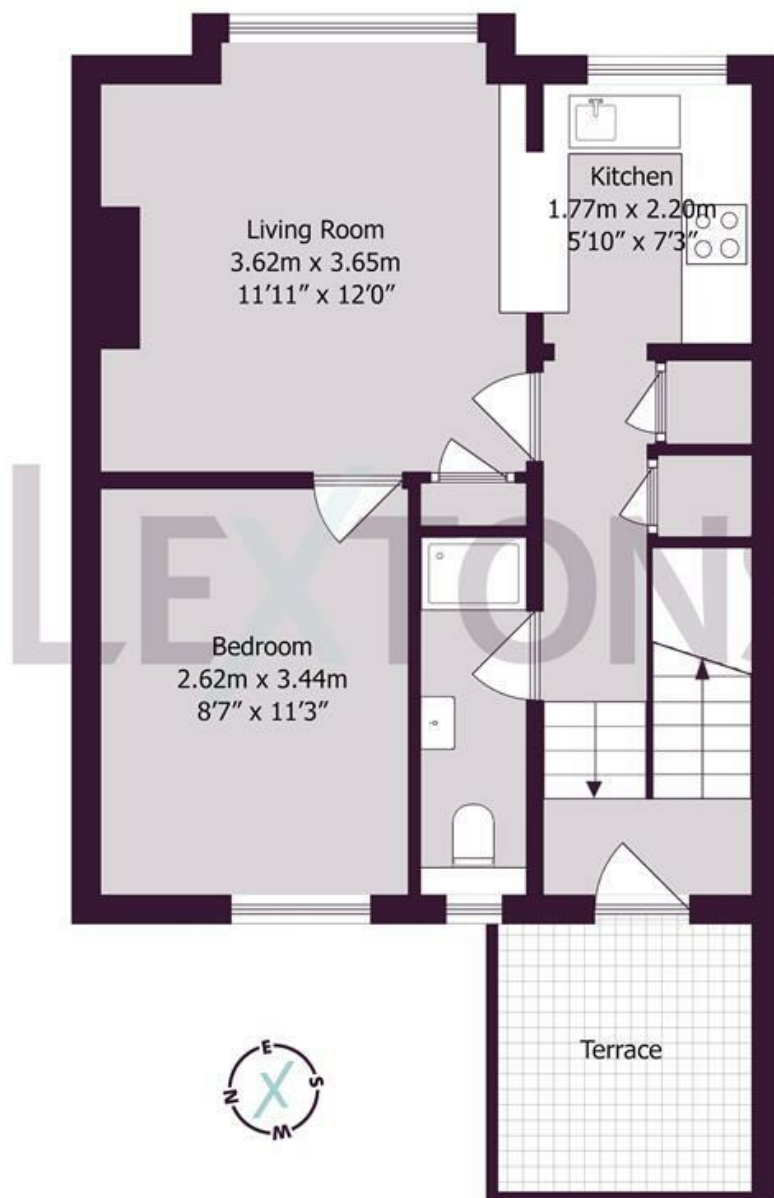 Living Room
3.62m x 3.65m
11'11" x 12'0"
Kitchen
1.77m x 2.20m
5'10" x 7'3"
LEXTONS
Bedroom
2.62m x 3.44m
8'7" x 11'3"
Terrace
E
N
S
W
X